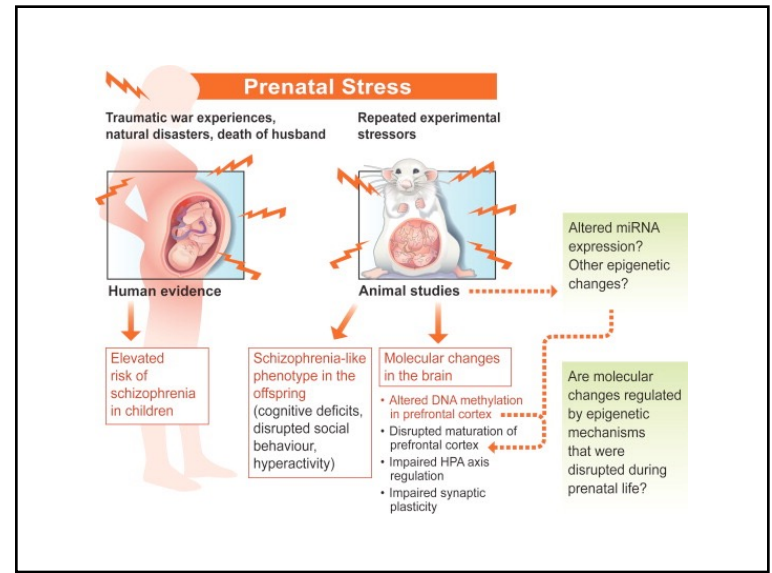 Prenatal Stress
Traumatic war experiences,
natural disasters, death of husband
Repeated experimental
stressors
Human evidence
Animal studies
Altered miRNA
expression?
Other epigenetic
changes?
Elevated
risk of
schizophrenia
in children
Schizophrenia-like
phenotype in the
offspring
(cognitive deficits,
disrupted social
behaviour,
hyperactivity)
Molecular changes
in the brain
• Altered DNA methylation
in prefrontal cortex
• Disrupted maturation of
prefrontal cortex
• Impaired HPA axis
regulation
• Impaired synaptic
plasticity
Are molecular
changes regulated
by epigenetic
mechanisms
that were
disrupted during
prenatal life?